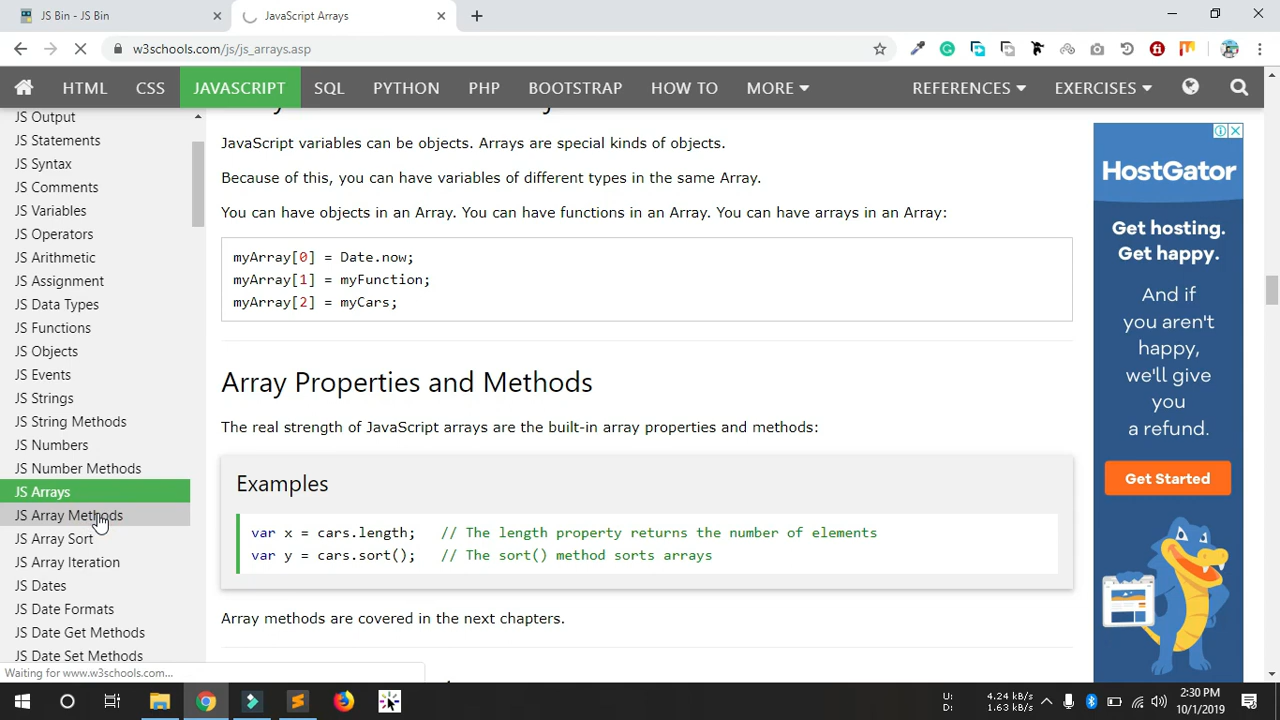 JS Bin - JS Bin
JavaScript Arrays
w3schools.com/js/js_arrays.asp
HTML CSS JAVASCRIPT SQL PYTHON PHP BOOTSTRAP HOW TO MORE REFERENCES EXERCISES
JS Output
JS Statements
JS Syntax
JS Comments
JS Variables
JS Operators
JS Arithmetic
JS Assignment
JS Data Types
JS Functions
JS Objects
JS Events
JS Strings
JS String Methods
JS Numbers
JS Number Methods
JS Arrays
JS Array Methods
JS Array Sort
JS Array Iteration
JS Dates
JS Date Formats
JS Date Get Methods
JS Date Set Methods
JavaScript variables can be objects. Arrays are special kinds of objects.
Because of this, you can have variables of different types in the same Array.
You can have objects in an Array. You can have functions in an Array. You can have arrays in an Array:
myArray[0] = Date.now;
myArray[1] = myFunction;
myArray[2] = myCars;
Array Properties and Methods
The real strength of JavaScript arrays are the built-in array properties and methods:
Examples
var x = cars.length;   // The length property returns the number of elements
var y = cars.sort();   // The sort() method sorts arrays
Array methods are covered in the next chapters.
HostGator
Get hosting.
Get happy.
And if
you aren't
happy,
we'll give
you
a refund.
Get Started
Waiting for www.w3schools.com...
U: 4.24 kB/s
D: 1.63 kB/s
2:30 PM
10/1/2019